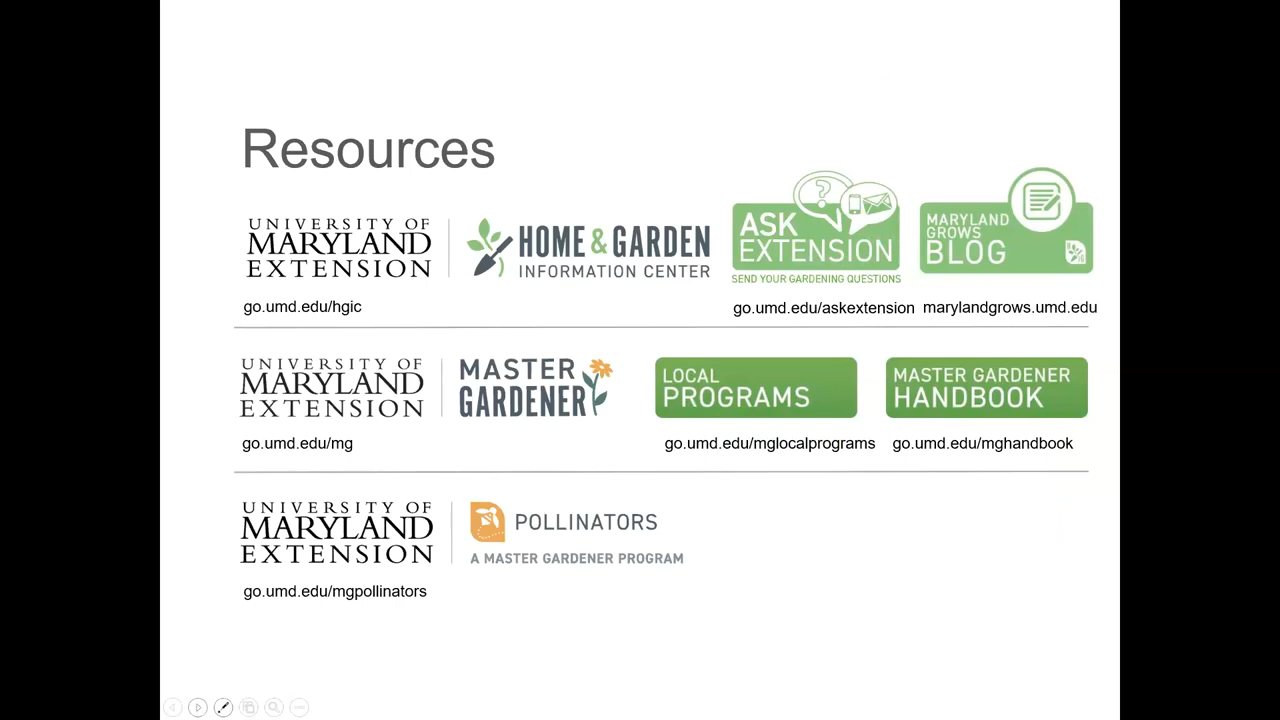 Resources
UNIVERSITY OF
MARYLAND
EXTENSION
HOME & GARDEN
INFORMATION CENTER
go.umd.edu/hgic
ASK
EXTENSION
SEND YOUR GARDENING QUESTIONS
go.umd.edu/askextension
MARYLAND
GROWS
BLOG
marylandgrows.umd.edu
UNIVERSITY OF
MARYLAND
EXTENSION
MASTER
GARDENER
go.umd.edu/mg
LOCAL
PROGRAMS
go.umd.edu/mglocalprograms
MASTER GARDENER
HANDBOOK
go.umd.edu/mghandbook
UNIVERSITY OF
MARYLAND
EXTENSION
POLLINATORS
A MASTER GARDENER PROGRAM
go.umd.edu/mgpollinators